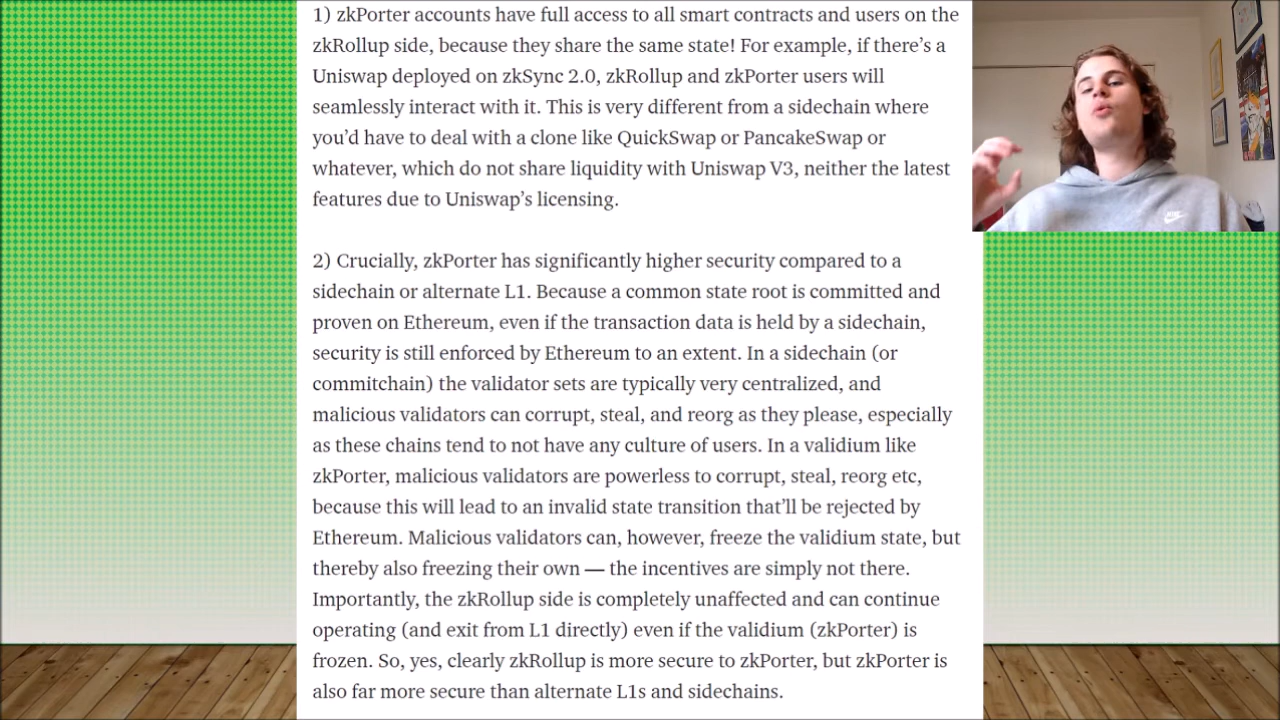 1) zkPorter accounts have full access to all smart contracts and users on the
zkRollup side, because they share the same state! For example, if there’s a
Uniswap deployed on zkSync 2.0, zkRollup and zkPorter users will
seamlessly interact with it. This is very different from a sidechain where
you’d have to deal with a clone like QuickSwap or PancakeSwap or
whatever, which do not share liquidity with Uniswap V3, neither the latest
features due to Uniswap’s licensing.
2) Crucially, zkPorter has significantly higher security compared to a
sidechain or alternate L1. Because a common state root is committed and
proven on Ethereum, even if the transaction data is held by a sidechain,
security is still enforced by Ethereum to an extent. In a sidechain (or
commitchain) the validator sets are typically very centralized, and
malicious validators can corrupt, steal, and reorg as they please, especially
as these chains tend to not have any culture of users. In a validium like
zkPorter, malicious validators are powerless to corrupt, steal, reorg etc,
because this will lead to an invalid state transition that’ll be rejected by
Ethereum. Malicious validators can, however, freeze the validium state, but
thereby also freezing their own — the incentives are simply not there.
Importantly, the zkRollup side is completely unaffected and can continue
operating (and exit from L1 directly) even if the validium (zkPorter) is
frozen. So, yes, clearly zkRollup is more secure to zkPorter, but zkPorter is
also far more secure than alternate L1s and sidechains.
NIKE